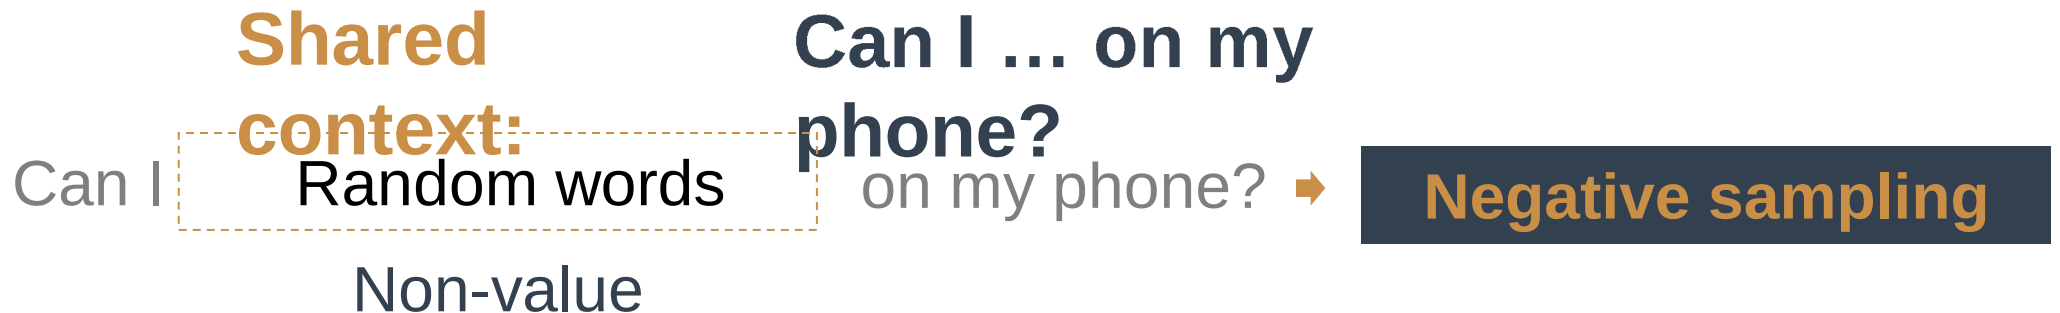 Shared context:
Can I … on my phone?
Can I Random words on my phone? Negative sampling
Non-value